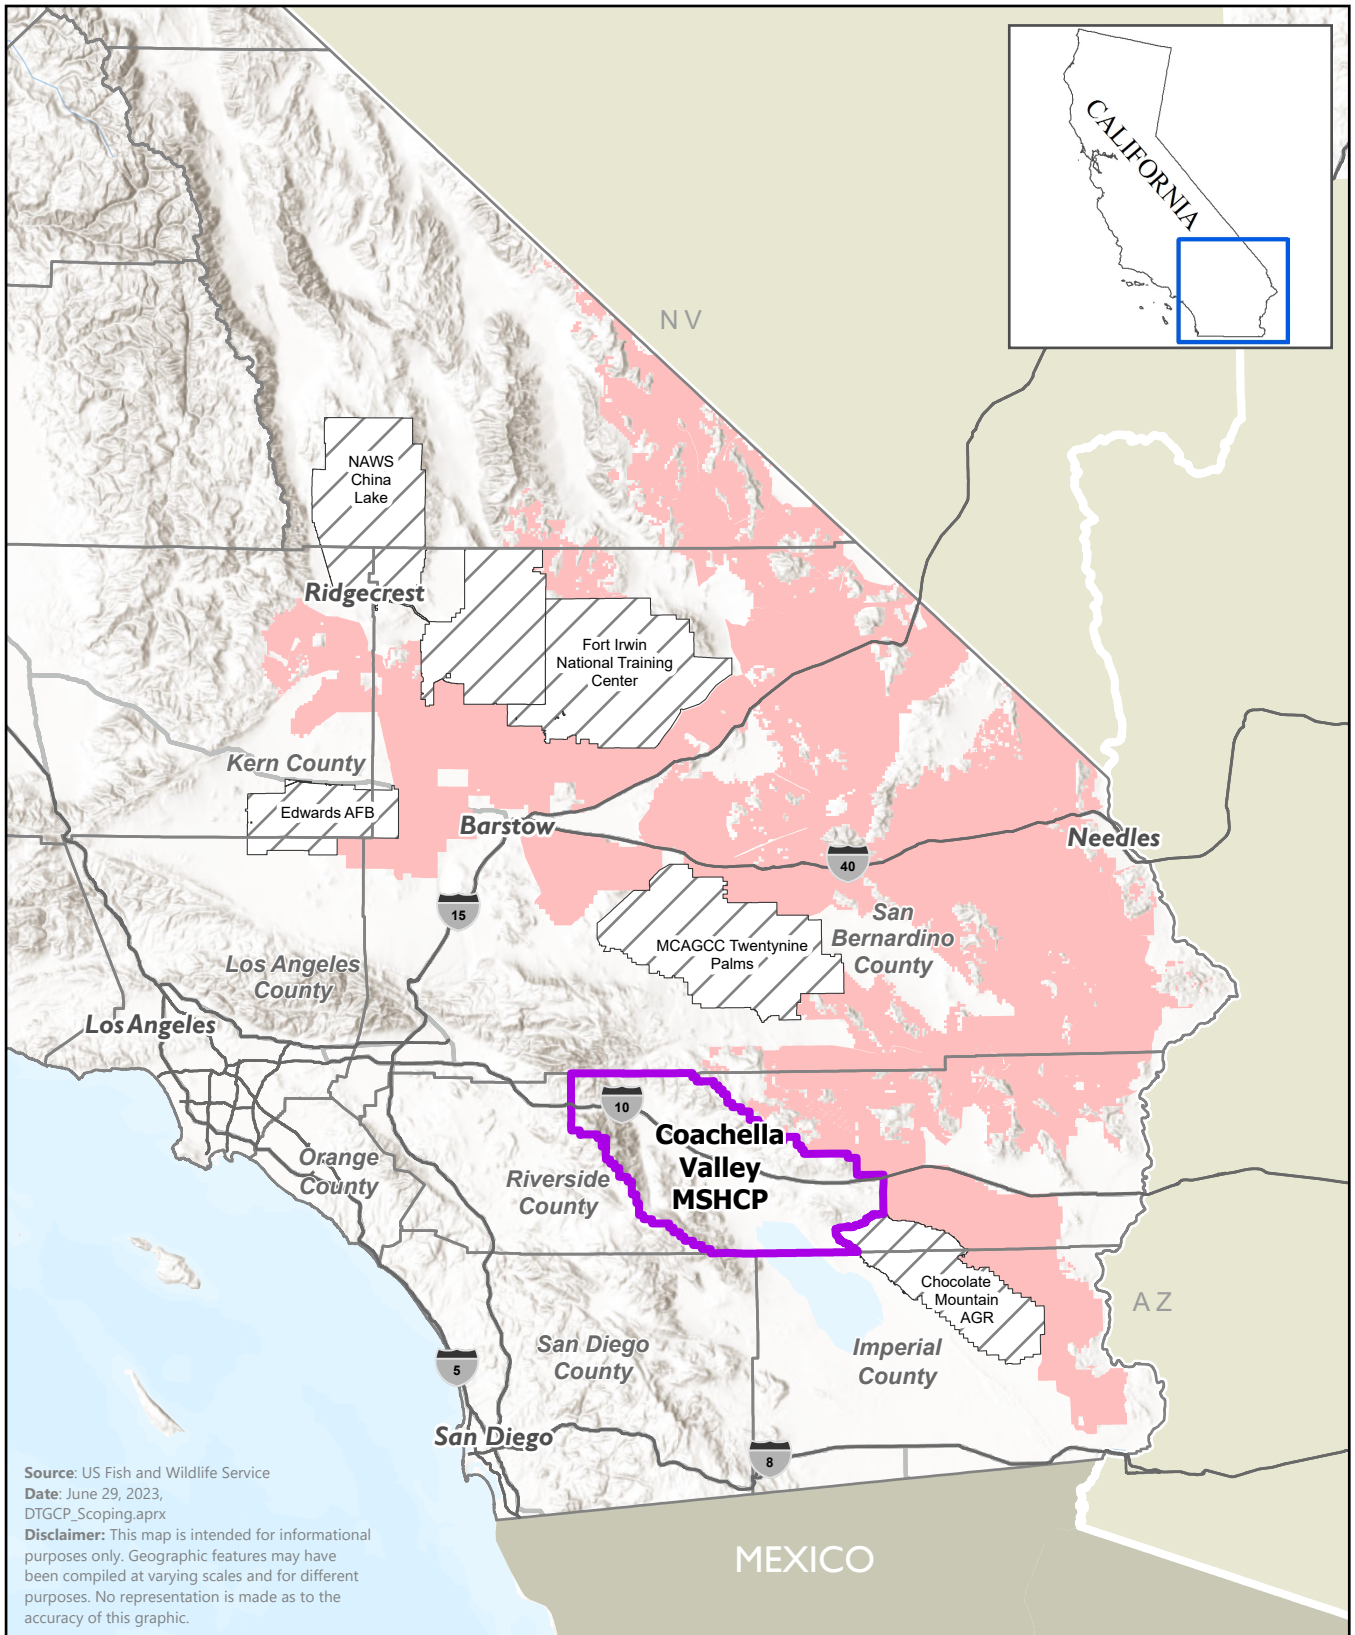 CALIFORNIA
NV
NAWS
China
Lake
Ridgecrest
Fort Irwin
National Training
Center
Kern County
Edwards AFB
Barstow
Needles
40
15
San
Bernardino
County
MCAGCC Twentynine
Palms
Los Angeles
County
Los Angeles
10
Coachella
Valley
MSHCP
Orange
County
Riverside
County
Chocolate
Mountain
AGR
AZ
San Diego
County
Imperial
County
5
San Diego
8
MEXICO
Source: US Fish and Wildlife Service
Date: June 29, 2023,
DTGCP_Scoping.aprx
Disclaimer: This map is intended for informational
purposes only. Geographic features may have
been compiled at varying scales and for different
purposes. No representation is made as to the
accuracy of this graphic.